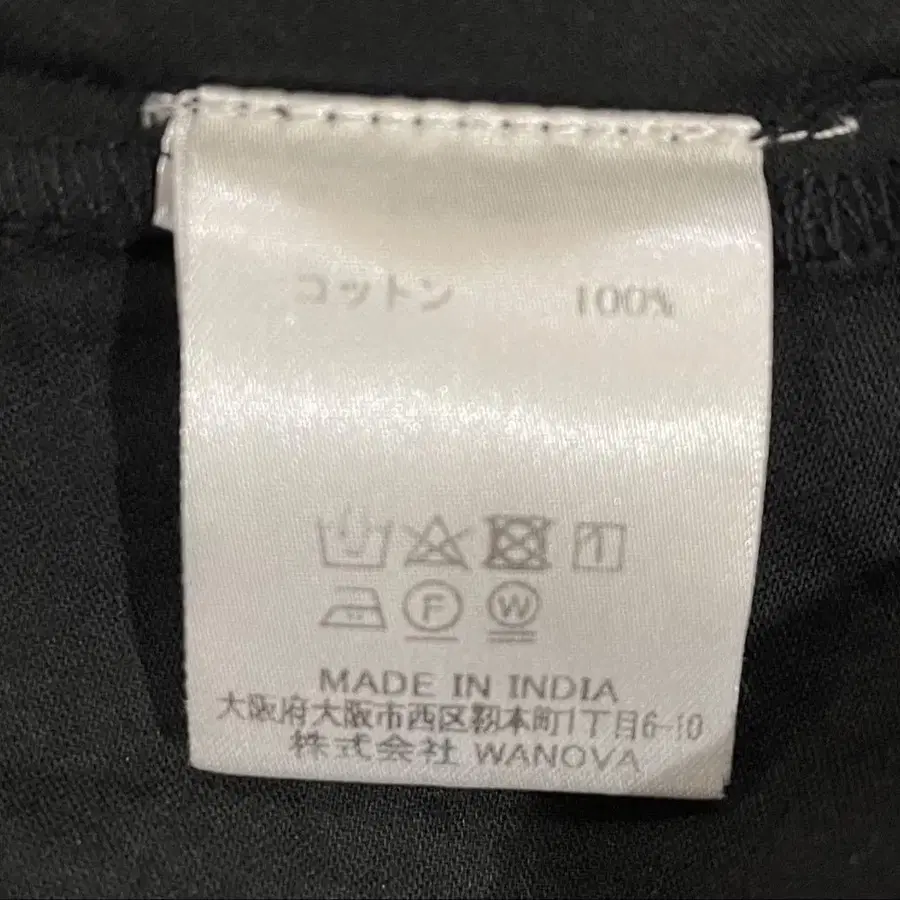 コットン 100%
F W
MADE IN INDIA
大阪府大阪市西区靱本町1丁目6-10
株式会社 WANOVA